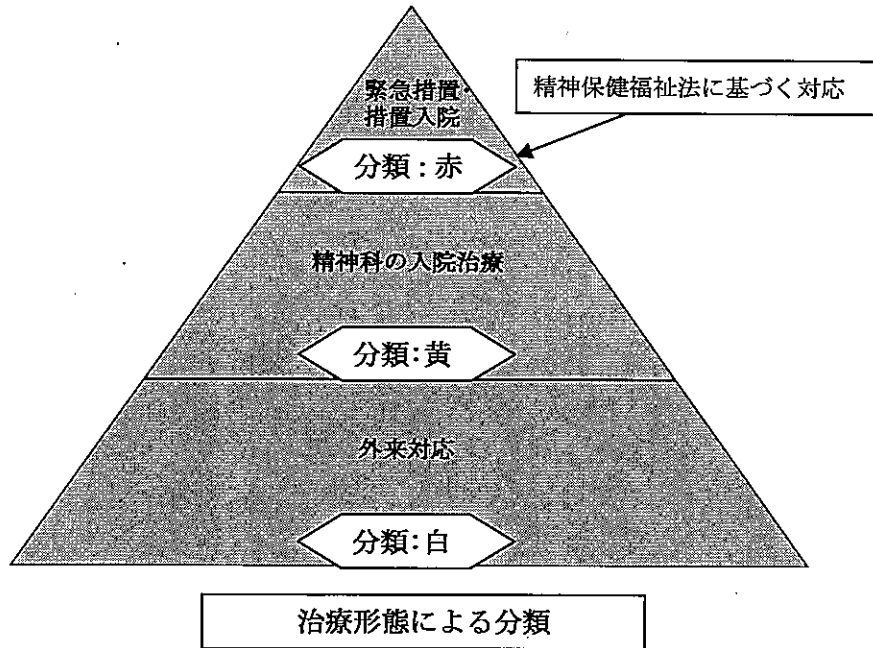 緊急措置・
措置入院
精神保健福祉法に基づく対応
分類：赤
精神科の入院治療
分類：黄
外来対応
分類：白
治療形態による分類